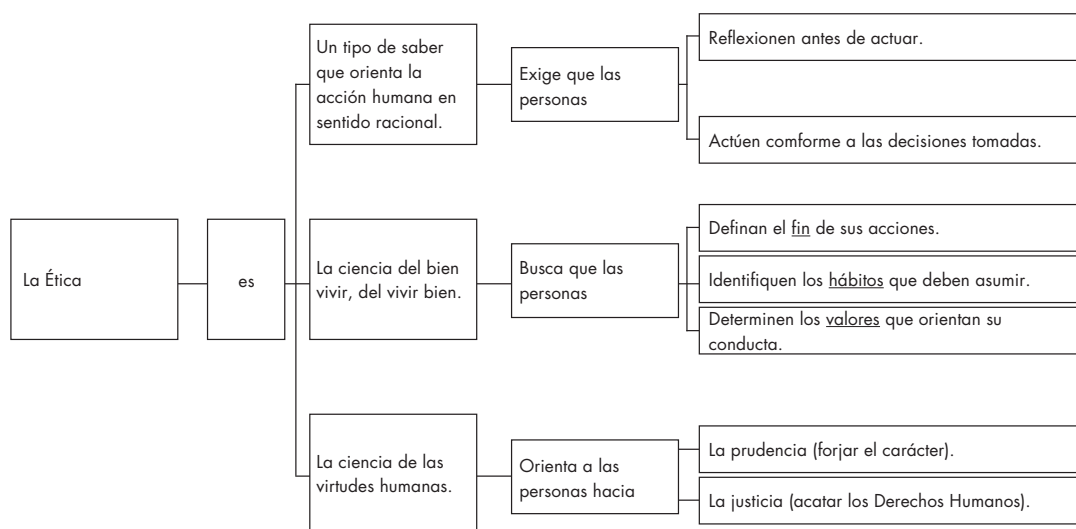 La Ética
es
Un tipo de saber
que orienta la
acción humana en
sentido racional.
Exige que las
personas
Reflexionen antes de actuar.
Actúen comforme a las decisiones tomadas.
La ciencia del bien
vivir, del vivir bien.
Busca que las
personas
Definan el fin de sus acciones.
Identifiquen los hábitos que deben asumir.
Determinen los valores que orientan su
conducta.
La ciencia de las
virtudes humanas.
Orienta a las
personas hacia
La prudencia (forjar el carácter).
La justicia (acatar los Derechos Humanos).